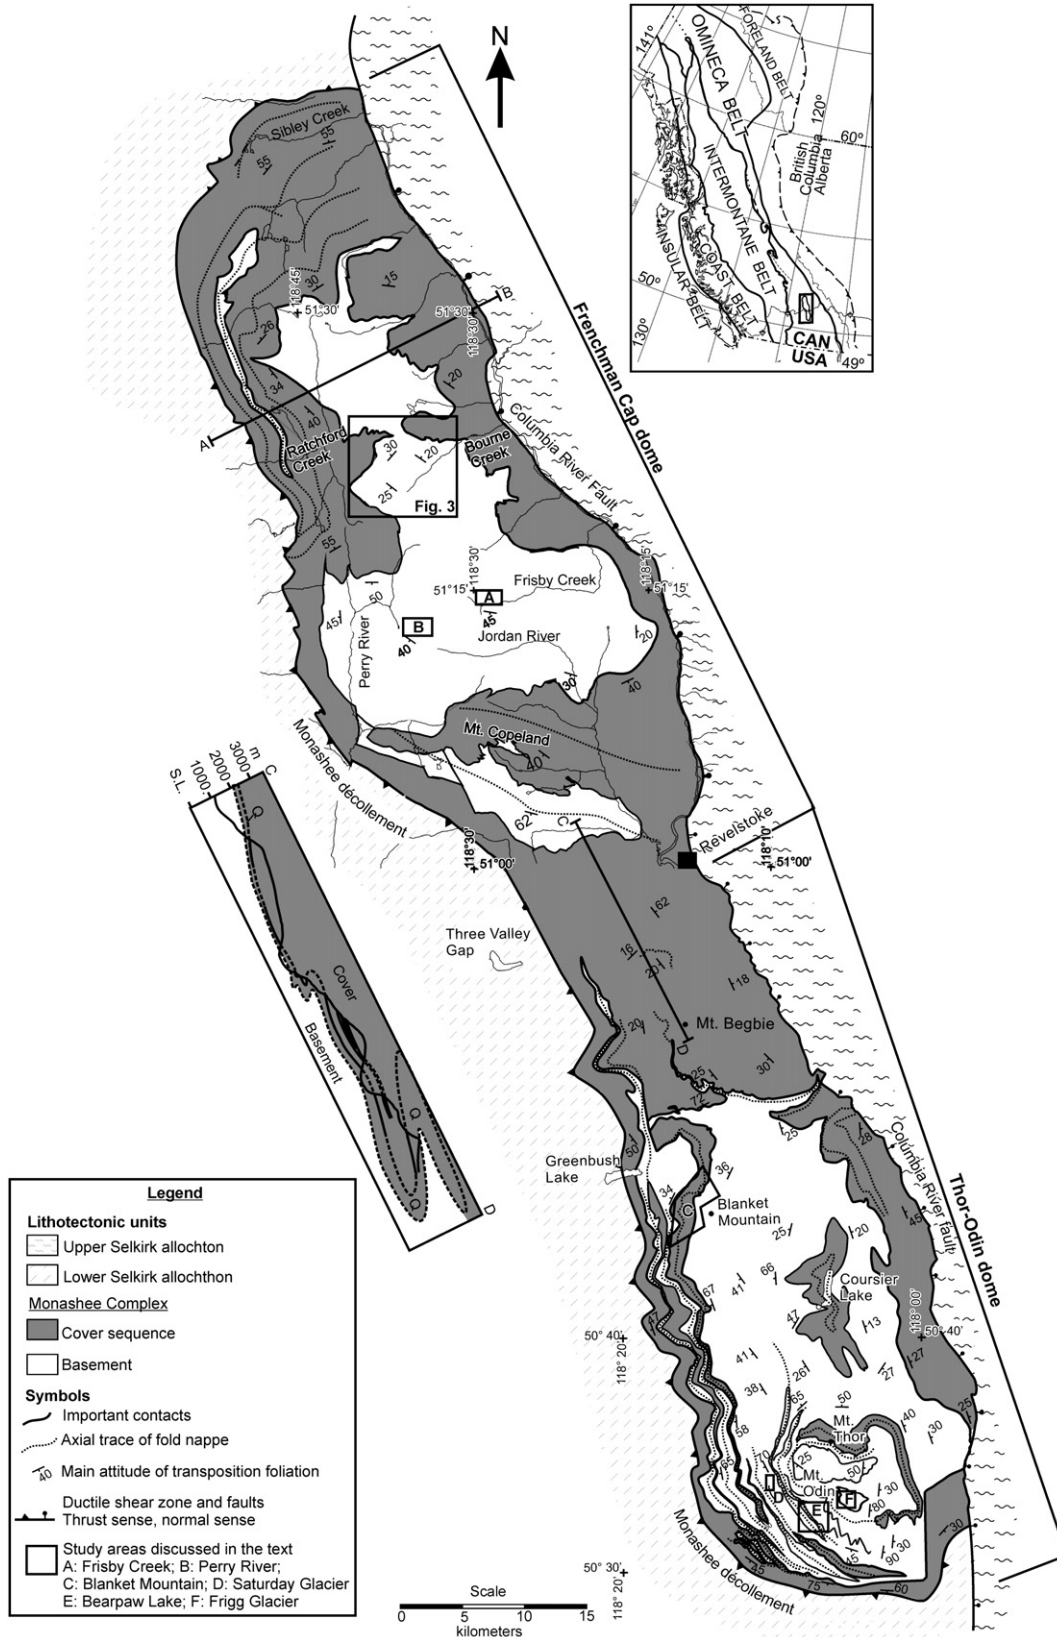 N
141°
OMINECA BELT
FORELAND BELT
120°
60°
British
Columbia
Alberta
INTERMONTANE BELT
COAST BELT
INSULAR BELT
50°
130°
CAN
USA
49°
Sibley Creek
55
55
118°45'
30
51°30'
15
51°30'
118°30'
B
26
34
40
20
A
Ratchford
Creek
30
20
25
Fig. 3
Bourne
Creek
Frenchman Cap dome
Columbia River Fault
55
50
45
Perry River
51°15'
118°30'
Frisby Creek
A
45
B
40
Jordan River
118°15'
51°15'
20
30
40
Mt. Copeland
40
62
C
Monashee décollement
118°30'
51°00'
Revelstoke
118°10'
51°00'
S.L.
1000
2000
3000
m
C
Q
Cover
Basement
Q
Q
D
Three Valley
Gap
62
16
20
18
20
Mt. Begbie
D
25
72
30
25
28
Columbia River fault
Thor-Odin dome
Greenbush
Lake
50
34
36
C
Blanket
Mountain
25
20
45
67
41
66
Coursier
Lake
47
47
13
118°00'
50°40'
50° 40'
118° 20'
41
38
26
27
27
65
50
58
40
30
25
Mt.
Thor
65
70
25
50
Mt.
Odin
D
E
F
30
80
45
90
30
30
45
75
60
Monashee décollement
50° 30'
118° 20'
Legend
Lithotectonic units
Upper Selkirk allochton
Lower Selkirk allochthon
Monashee Complex
Cover sequence
Basement
Symbols
Important contacts
Axial trace of fold nappe
40 Main attitude of transposition foliation
Ductile shear zone and faults
Thrust sense, normal sense
Study areas discussed in the text
A: Frisby Creek; B: Perry River;
C: Blanket Mountain; D: Saturday Glacier
E: Bearpaw Lake; F: Frigg Glacier
Scale
0 5 10 15
kilometers